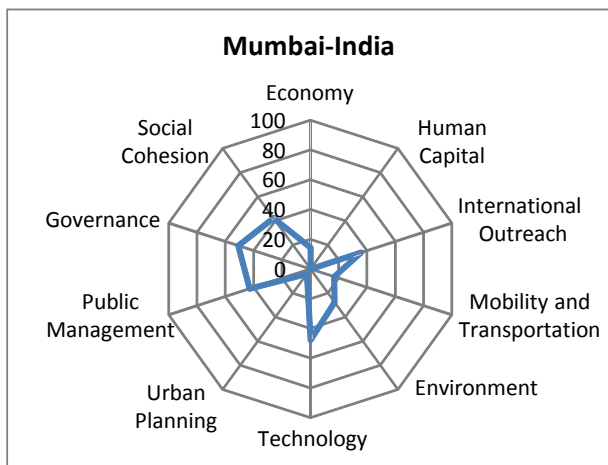 Mumbai-India
Economy
Social
Cohesion
Human
Capital
100
80
60
40
20
0
Governance
International
Outreach
Public
Management
Mobility and
Transportation
Urban
Planning
Environment
Technology